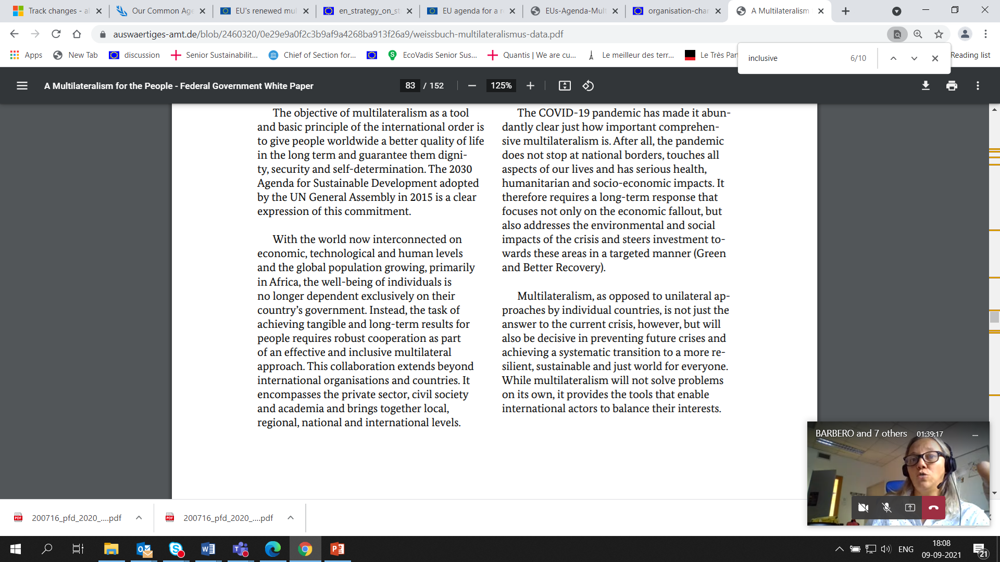 Track changes - al
Our Common Age
EU's renewed mul
en_strategy_on_st
EU agenda for a r
EUs-Agenda-Mult
organisation-char
A Multilateralism
auswaertiges-amt.de/blob/2460320/0e29e9a0f2c3b9af9a4268ba913f26a9/weissbuch-multilateralismus-data.pdf
Apps
New Tab
discussion
Senior Sustainabilit...
Chief of Section for...
EcoVadis Senior Sus...
Quantis | We are cu...
Le meilleur des terr...
Le Très Par
Reading list
inclusive
6/10
A Multilateralism for the People - Federal Government White Paper
83 / 152
125%
The objective of multilateralism as a tool
and basic principle of the international order is
to give people worldwide a better quality of life
in the long term and guarantee them digni-
ty, security and self-determination. The 2030
Agenda for Sustainable Development adopted
by the UN General Assembly in 2015 is a clear
expression of this commitment.
With the world now interconnected on
economic, technological and human levels
and the global population growing, primarily
in Africa, the well-being of individuals is
no longer dependent exclusively on their
country’s government. Instead, the task of
achieving tangible and long-term results for
people requires robust cooperation as part
of an effective and inclusive multilateral
approach. This collaboration extends beyond
international organisations and countries. It
encompasses the private sector, civil society
and academia and brings together local,
regional, national and international levels.
The COVID-19 pandemic has made it abun-
dantly clear just how important comprehen-
sive multilateralism is. After all, the pandemic
does not stop at national borders, touches all
aspects of our lives and has serious health,
humanitarian and socio-economic impacts. It
therefore requires a long-term response that
focuses not only on the economic fallout, but
also addresses the environmental and social
impacts of the crisis and steers investment to-
wards these areas in a targeted manner (Green
and Better Recovery).
Multilateralism, as opposed to unilateral ap-
proaches by individual countries, is not just the
answer to the current crisis, however, but will
also be decisive in preventing future crises and
achieving a systematic transition to a more re-
silient, sustainable and just world for everyone.
While multilateralism will not solve problems
on its own, it provides the tools that enable
international actors to balance their interests.
BARBERO and 7 others 01:39:17
PDF
200716_pfd_2020_....pdf
PDF
200716_pfd_2020_....pdf
ENG
18:08
09-09-2021
21